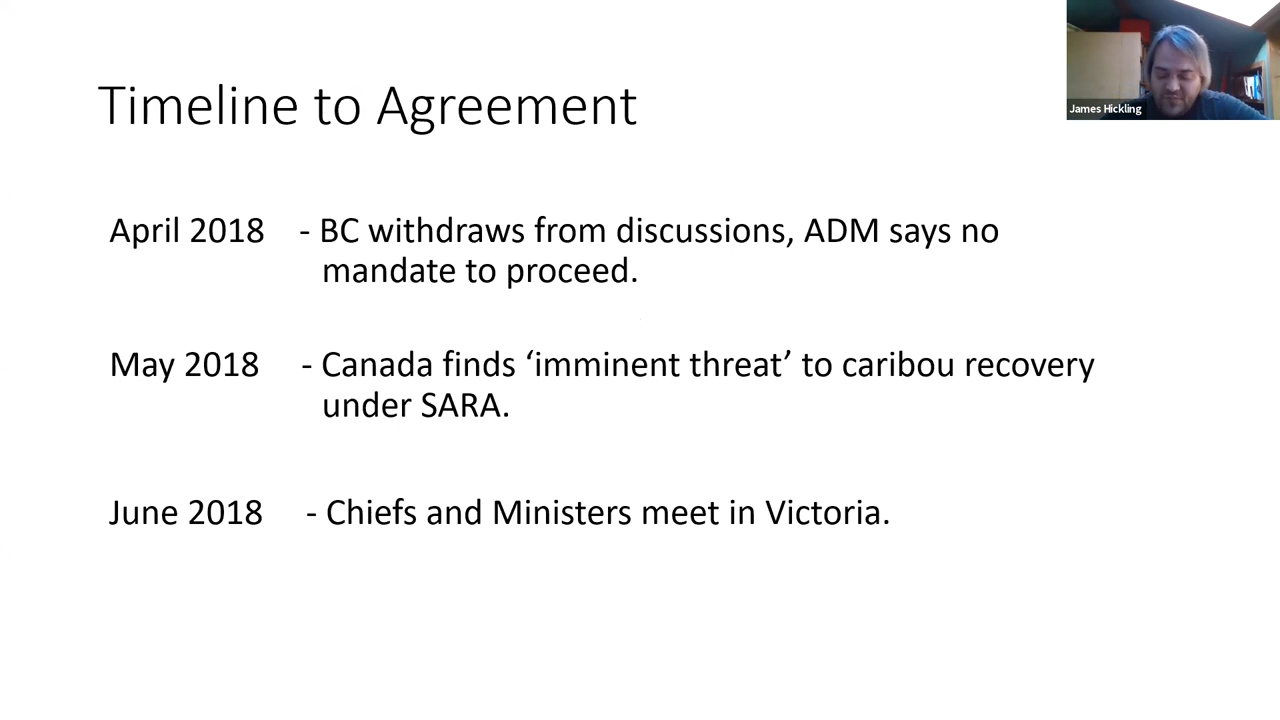 Timeline to Agreement
James Hickling
April 2018 - BC withdraws from discussions, ADM says no
mandate to proceed.
May 2018 - Canada finds ‘imminent threat’ to caribou recovery
under SARA.
June 2018 - Chiefs and Ministers meet in Victoria.